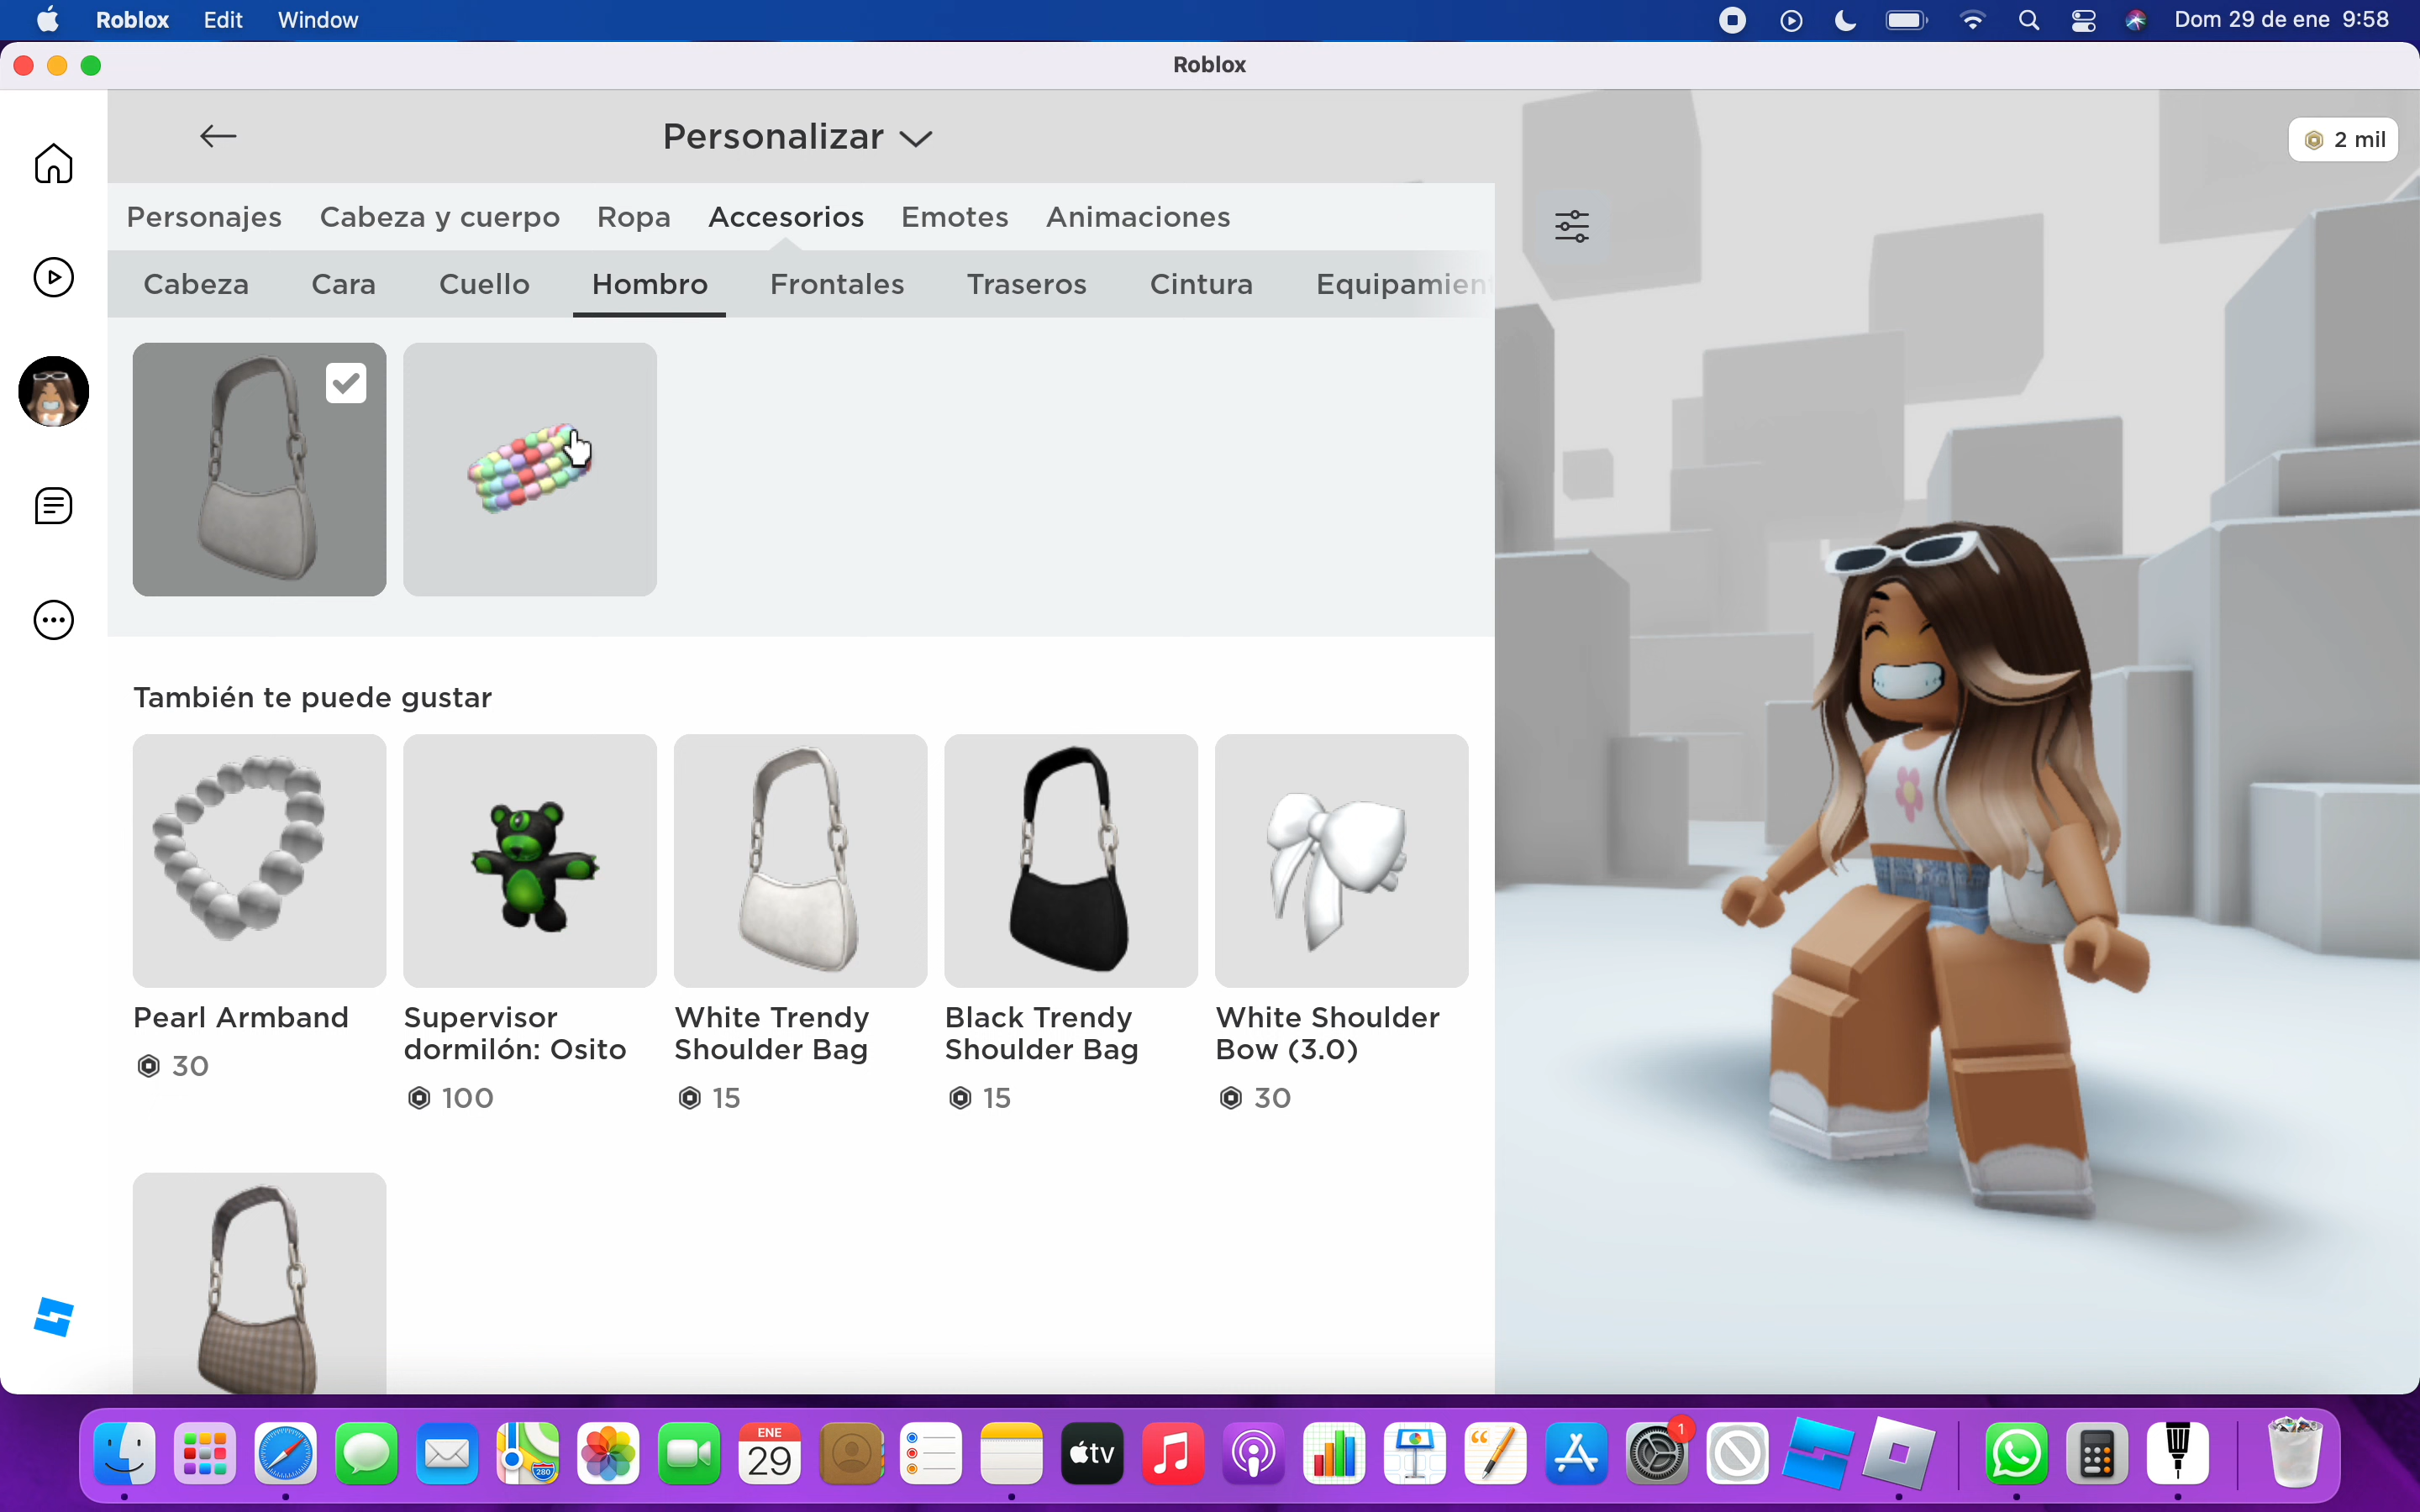 Roblox Edit Window Dom 29 de ene 9:58
Roblox
Personalizar
2 mil
Personajes Cabeza y cuerpo Ropa Accesorios Emotes Animaciones
Cabeza Cara Cuello Hombro Frontales Traseros Cintura Equipamien
También te puede gustar
Pearl Armband
30
Supervisor
dormilón: Osito
100
White Trendy
Shoulder Bag
15
Black Trendy
Shoulder Bag
15
White Shoulder
Bow (3.0)
30
280
ENE
29
tv
1